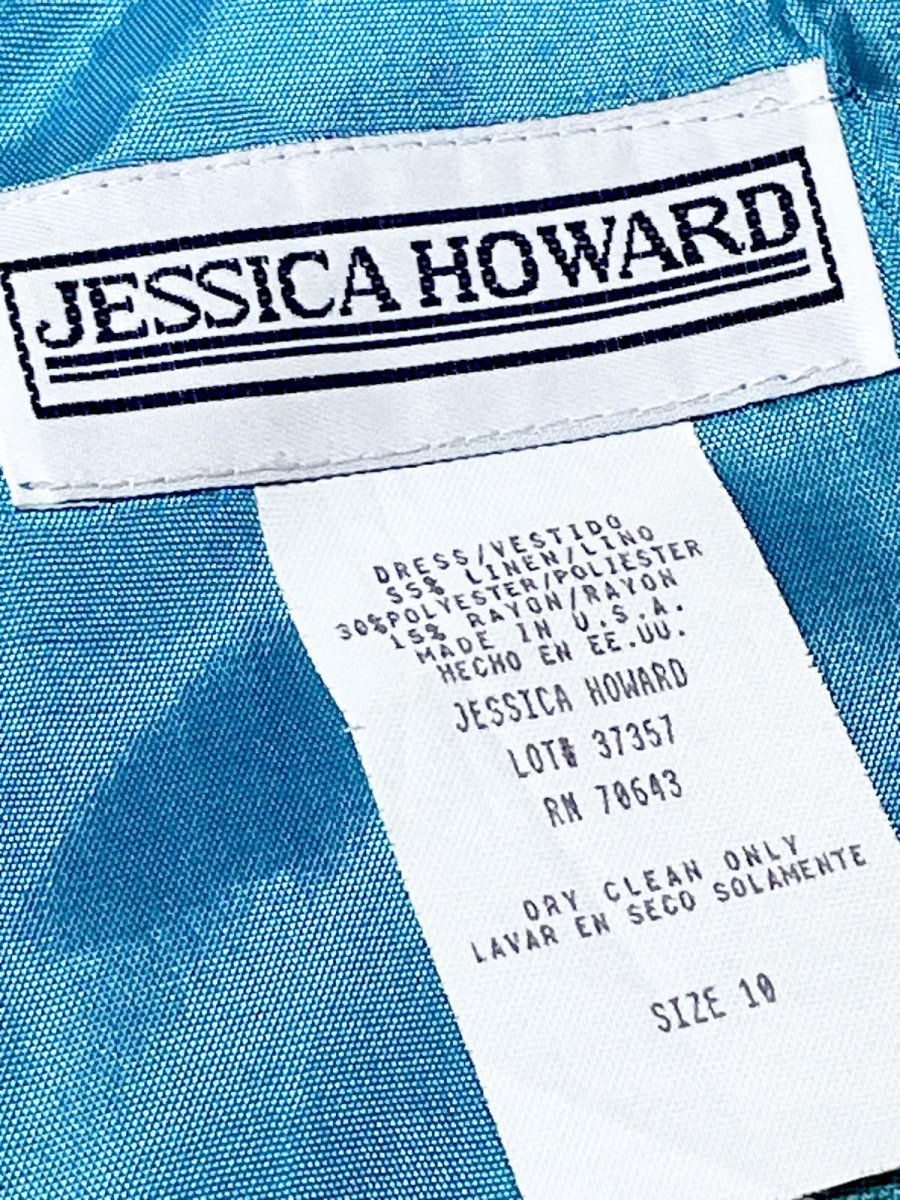 JESSICA HOWARD
DRESS/VESTIDO
55% LINEN/LINO
30%POLYESTER/POLIESTER
15% RAYON/RAYON
MADE IN U.S.A.
HECHO EN EE.UU.
JESSICA HOWARD
LOT# 37357
RN 70643
DRY CLEAN ONLY
LAVAR EN SECO SOLAMENTE
SIZE 10